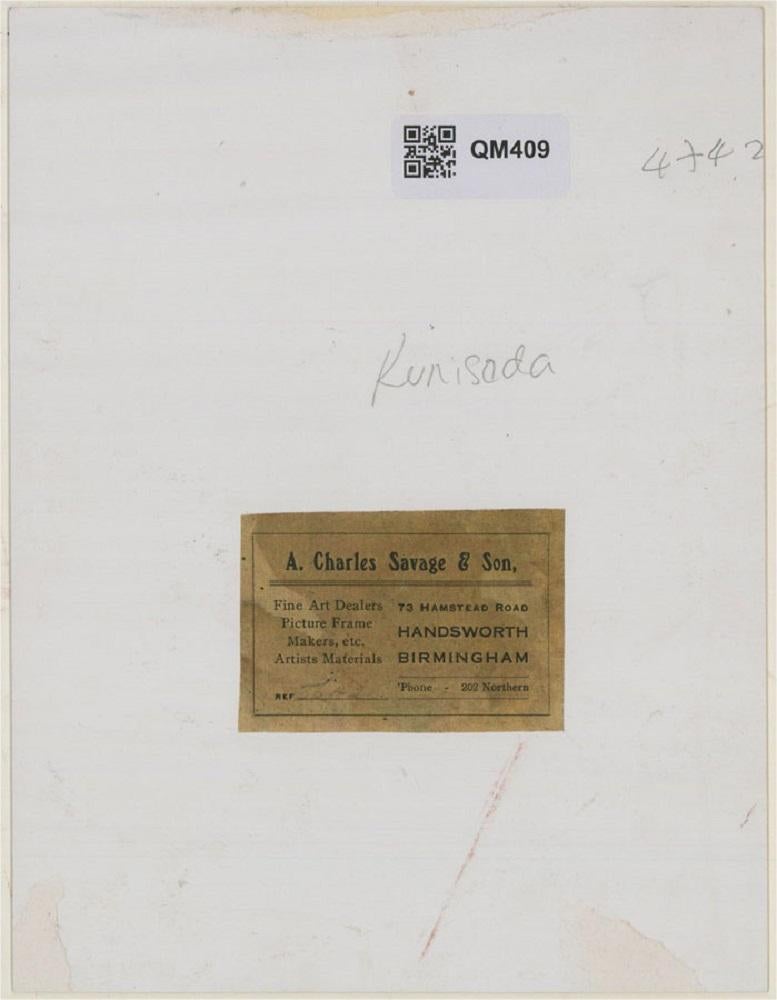 QM409
4742
Kunisada
A. Charles Savage & Son,
Fine Art Dealers
Picture Frame
Makers, etc.
Artists Materials
REF
73 HAMSTEAD ROAD
HANDSWORTH
BIRMINGHAM
'Phone - 202 Northern